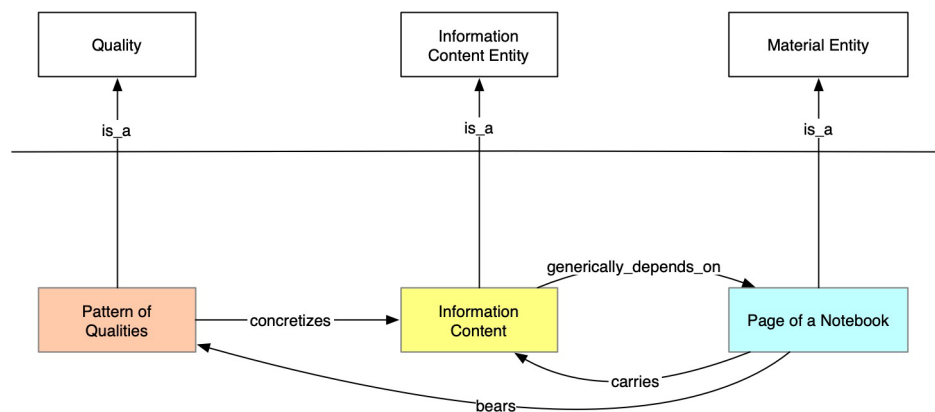 Quality
Information
Content Entity
Material Entity
is_a
is_a
is_a
generically_depends_on
Pattern of
Qualities
concretizes
Information
Content
Page of a Notebook
carries
bears